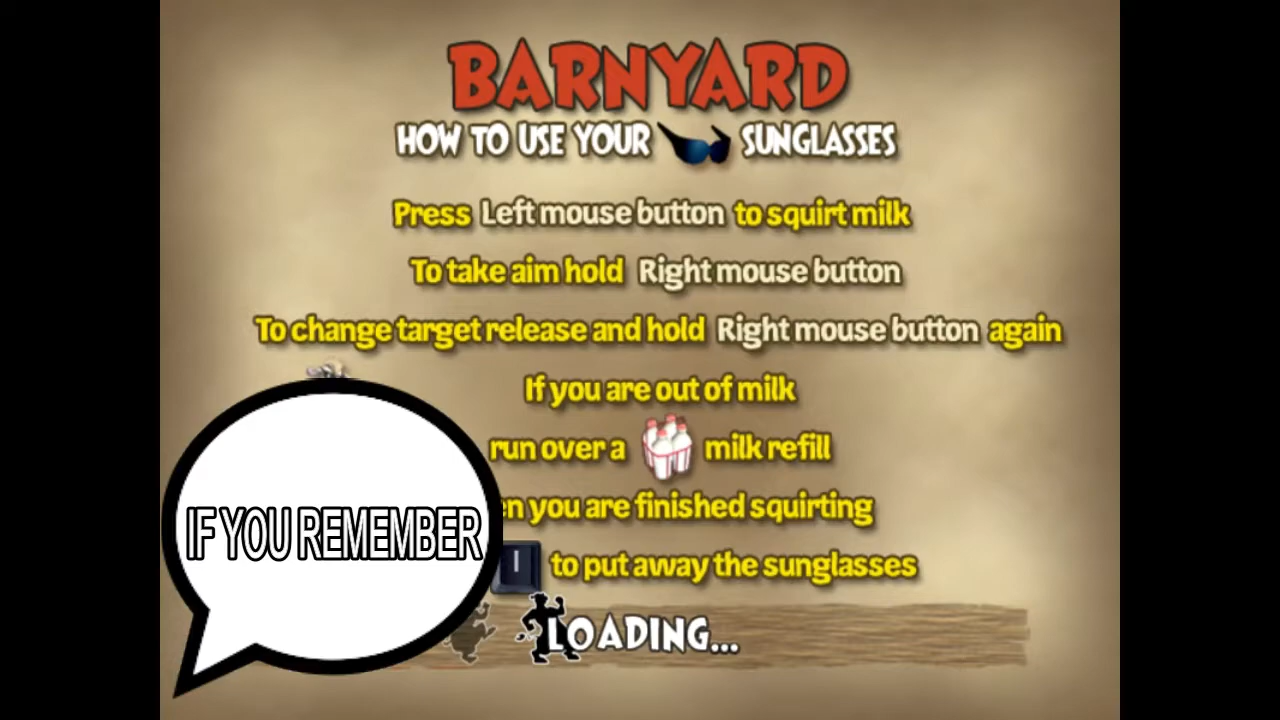 BARNYARD
HOW TO USE YOUR SUNGLASSES
Press Left mouse button to squirt milk
To take aim hold Right mouse button
To change target release and hold Right mouse button again
If you are out of milk
run over a milk refill
you are finished squirting
to put away the sunglasses
IF YOU REMEMBER
LOADING...